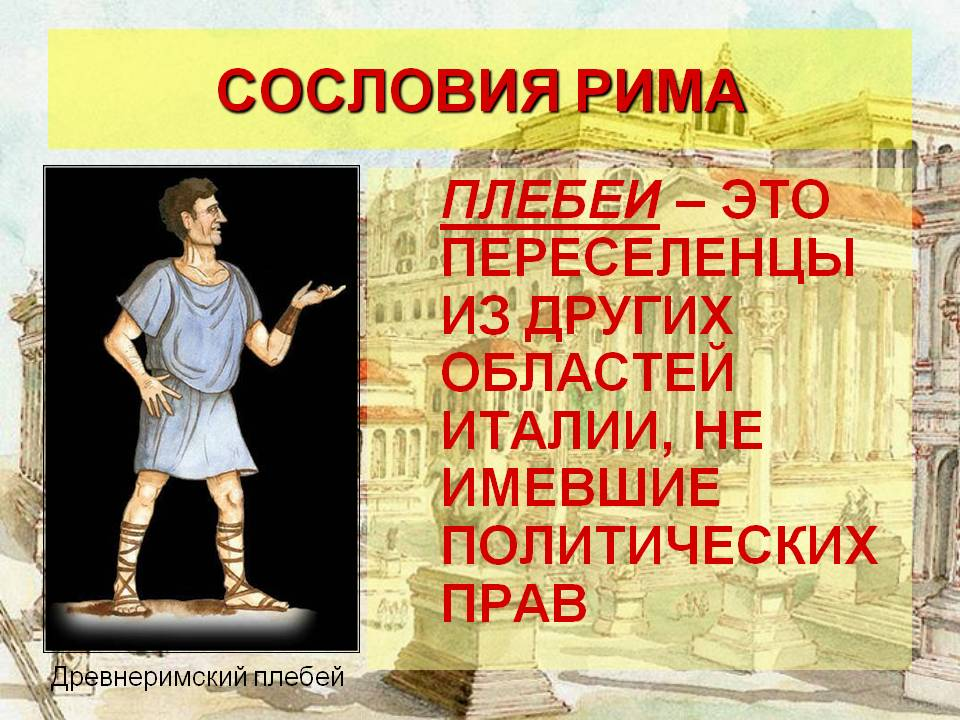 СОСЛОВИЯ РИМА
ПЛЕБЕИ – ЭТО
ПЕРЕСЕЛЕНЦЫ
ИЗ ДРУГИХ
ОБЛАСТЕЙ
ИТАЛИИ, НЕ
ИМЕВШИЕ
ПОЛИТИЧЕСКИХ
ПРАВ
Древнеримский плебей